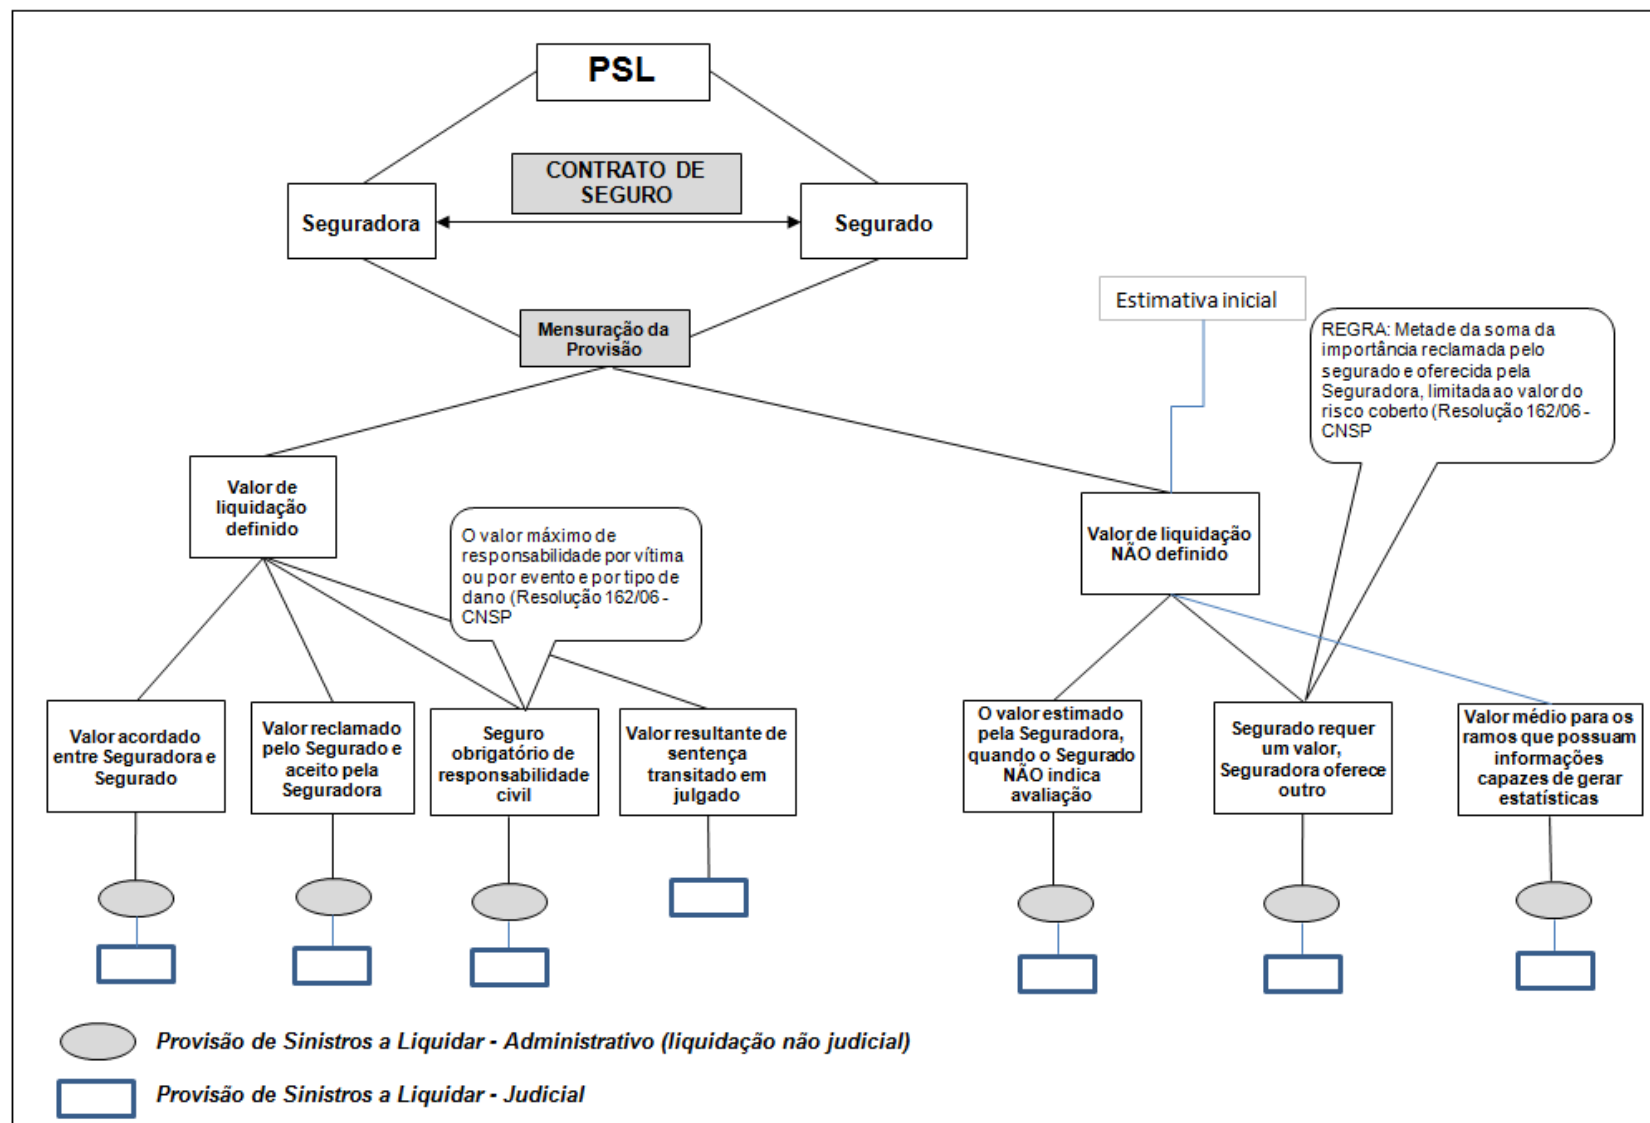 PSL
CONTRATO DE
SEGURO
Seguradora
Segurado
Mensuração da
Provisão
Estimativa inicial
REGRA: Metade da soma da
importância reclamada pelo
segurado e oferecida pela
Seguradora, limitada ao valor do
risco coberto (Resolução 162/06 -
CNSP
Valor de
liquidação
definido
O valor máximo de
responsabilidade por vítima
ou por evento e por tipo de
dano (Resolução 162/06 -
CNSP
Valor de liquidação
NÃO definido
Valor acordado
entre Seguradora e
Segurado
Valor reclamado
pelo Segurado e
aceito pela
Seguradora
Seguro
obrigatório de
responsabilidade
civil
Valor resultante de
sentença
transitado em
julgado
O valor estimado
pela Seguradora,
quando o Segurado
NÃO indica
avaliação
Segurado requer
um valor,
Seguradora oferece
outro
Valor médio para os
ramos que possuam
informações
capazes de gerar
estatísticas
Provisão de Sinistros a Liquidar - Administrativo (liquidação não judicial)
Provisão de Sinistros a Liquidar - Judicial